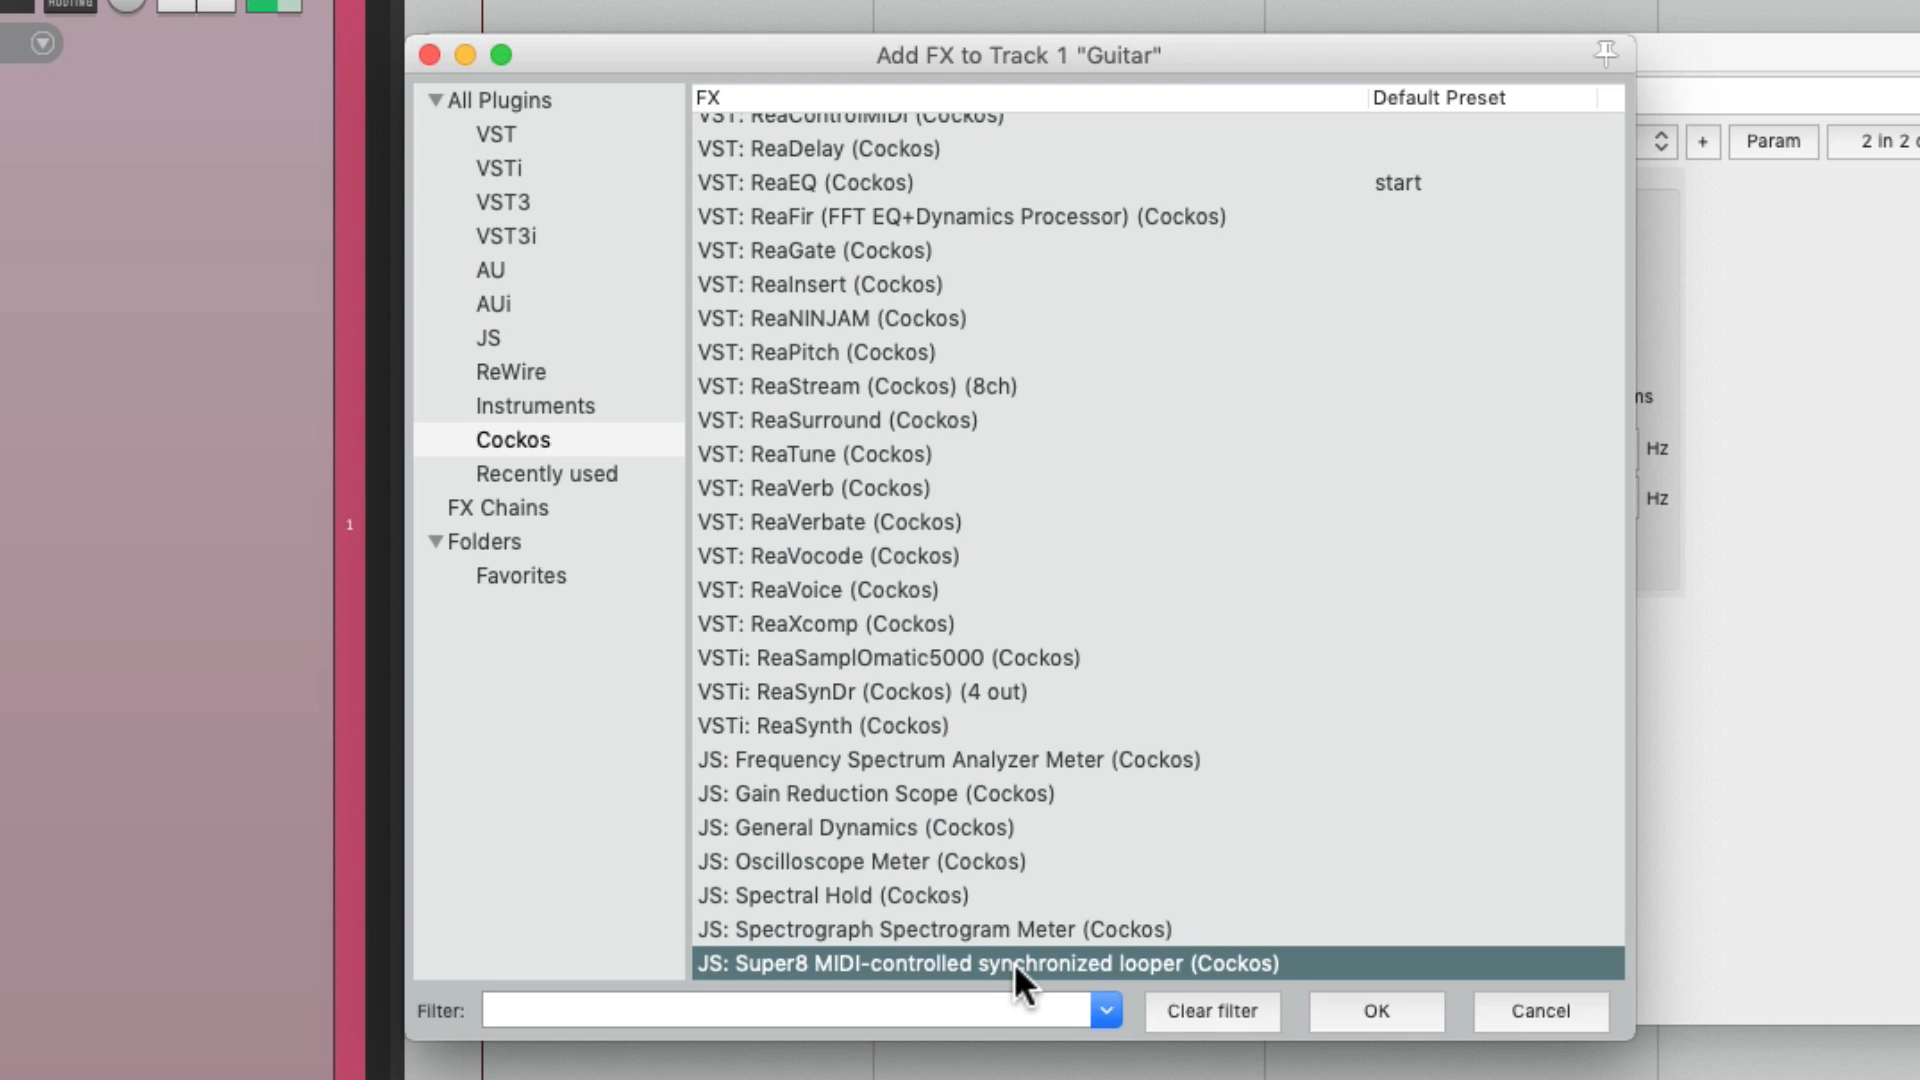 ROUTING
Add FX to Track 1 "Guitar"
All Plugins
VST
VSTi
VST3
VST3i
AU
AUi
JS
ReWire
Instruments
Cockos
Recently used
FX Chains
Folders
Favorites
FX Default Preset
VST: ReaControlMIDI (Cockos)
VST: ReaDelay (Cockos)
VST: ReaEQ (Cockos) start
VST: ReaFir (FFT EQ+Dynamics Processor) (Cockos)
VST: ReaGate (Cockos)
VST: ReaInsert (Cockos)
VST: ReaNINJAM (Cockos)
VST: ReaPitch (Cockos)
VST: ReaStream (Cockos) (8ch)
VST: ReaSurround (Cockos)
VST: ReaTune (Cockos)
VST: ReaVerb (Cockos)
VST: ReaVerbate (Cockos)
VST: ReaVocode (Cockos)
VST: ReaVoice (Cockos)
VST: ReaXcomp (Cockos)
VSTi: ReaSamplOmatic5000 (Cockos)
VSTi: ReaSynDr (Cockos) (4 out)
VSTi: ReaSynth (Cockos)
JS: Frequency Spectrum Analyzer Meter (Cockos)
JS: Gain Reduction Scope (Cockos)
JS: General Dynamics (Cockos)
JS: Oscilloscope Meter (Cockos)
JS: Spectral Hold (Cockos)
JS: Spectrograph Spectrogram Meter (Cockos)
JS: Super8 MIDI-controlled synchronized looper (Cockos)
Filter: Clear filter OK Cancel
+ Param 2 in 2
ms
Hz
Hz
1